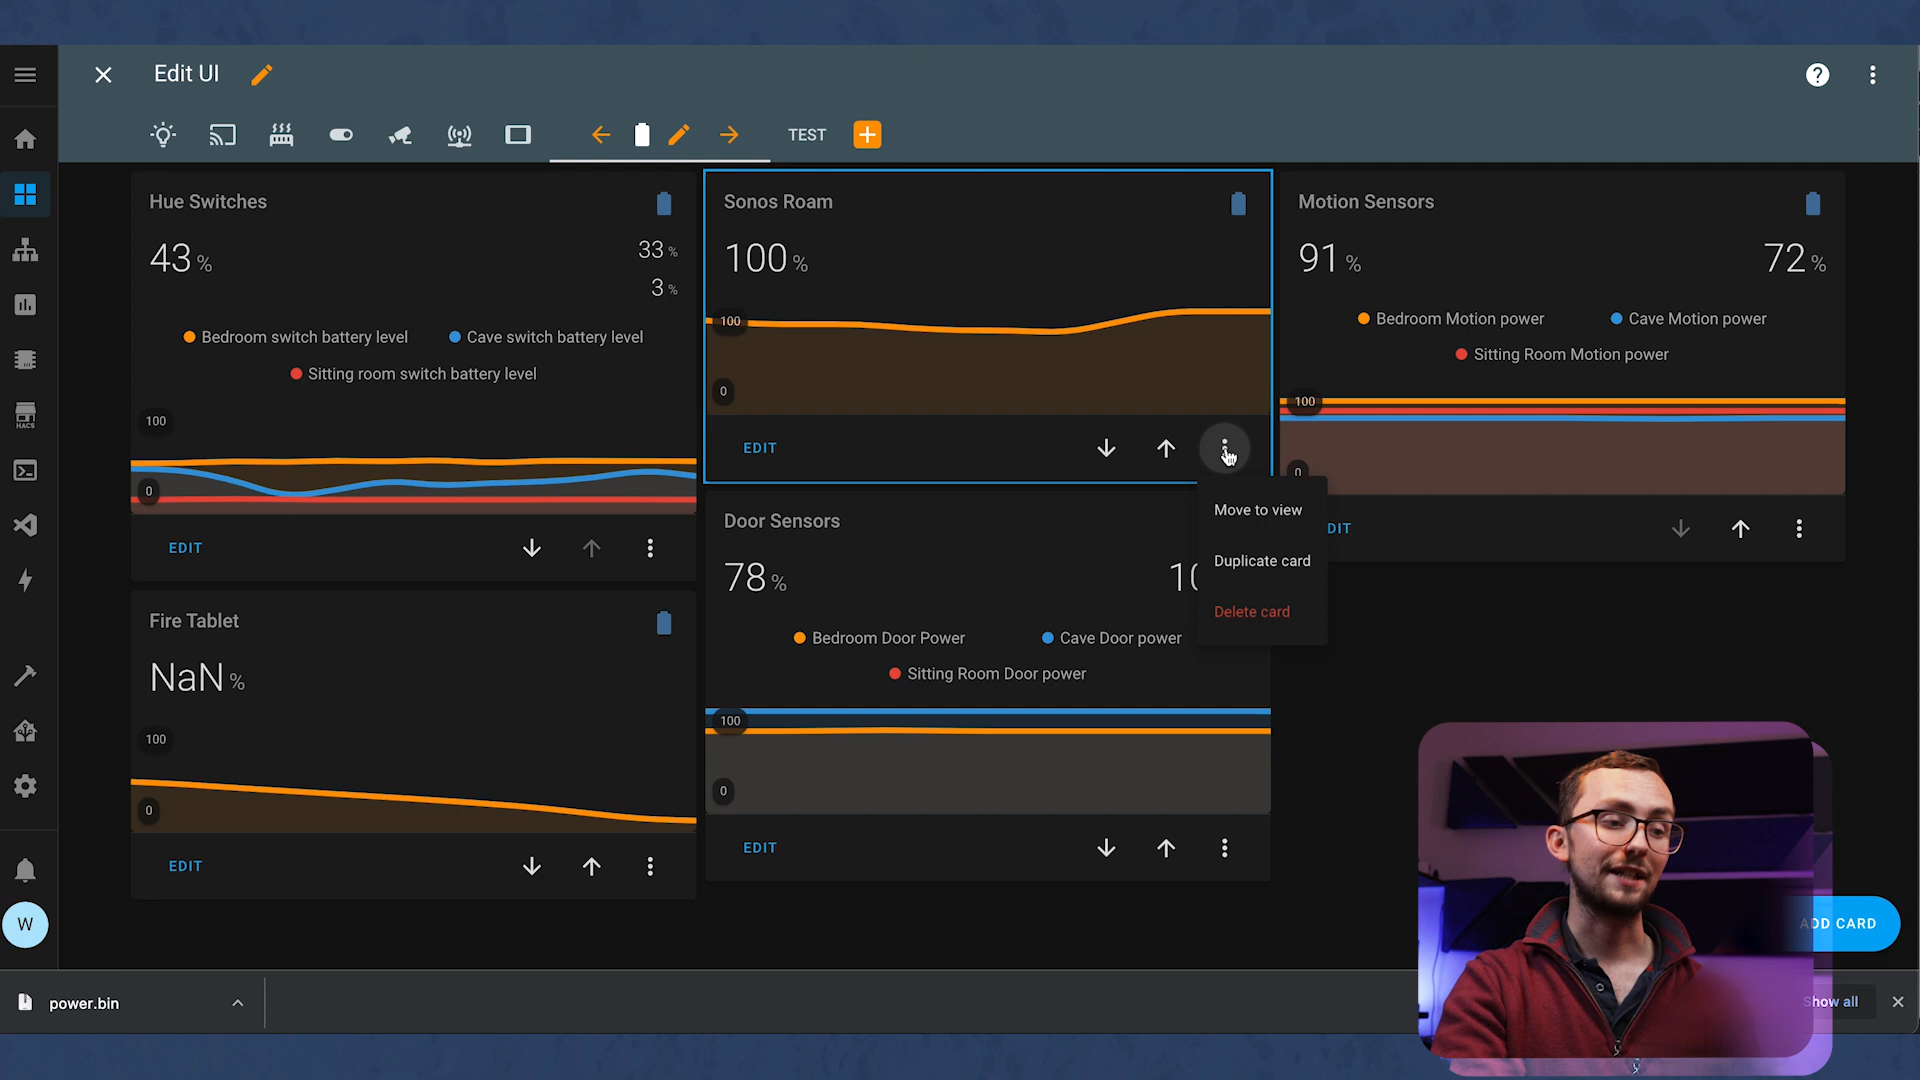 Edit UI
TEST
Hue Switches
43 %
33 %
3 %
Bedroom switch battery level
Cave switch battery level
Sitting room switch battery level
100
0
EDIT
Fire Tablet
NaN %
100
0
EDIT
Sonos Roam
100 %
100
0
EDIT
Move to view
Duplicate card
Delete card
Door Sensors
78 %
10
Bedroom Door Power
Cave Door power
Sitting Room Door power
100
0
EDIT
Motion Sensors
91 %
72 %
Bedroom Motion power
Cave Motion power
Sitting Room Motion power
100
0
DIT
HACS
W
ADD CARD
power.bin
Show all